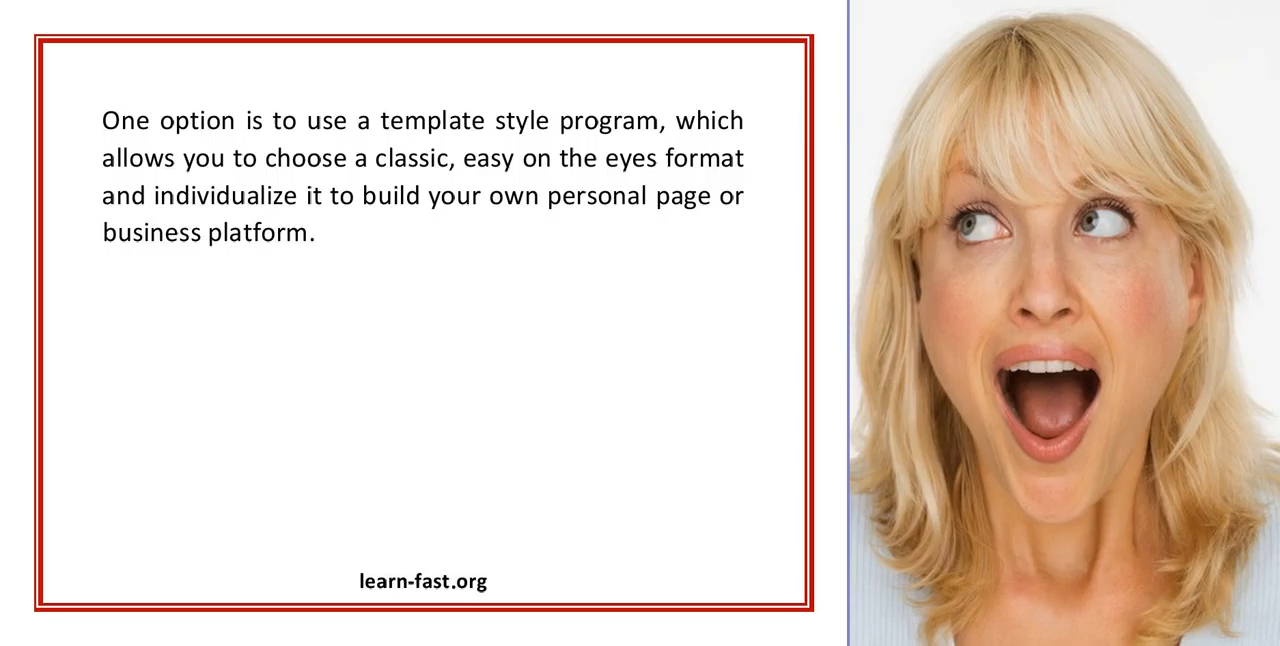 One option is to use a template style program, which
allows you to choose a classic, easy on the eyes format
and individualize it to build your own personal page or
business platform.
learn-fast.org